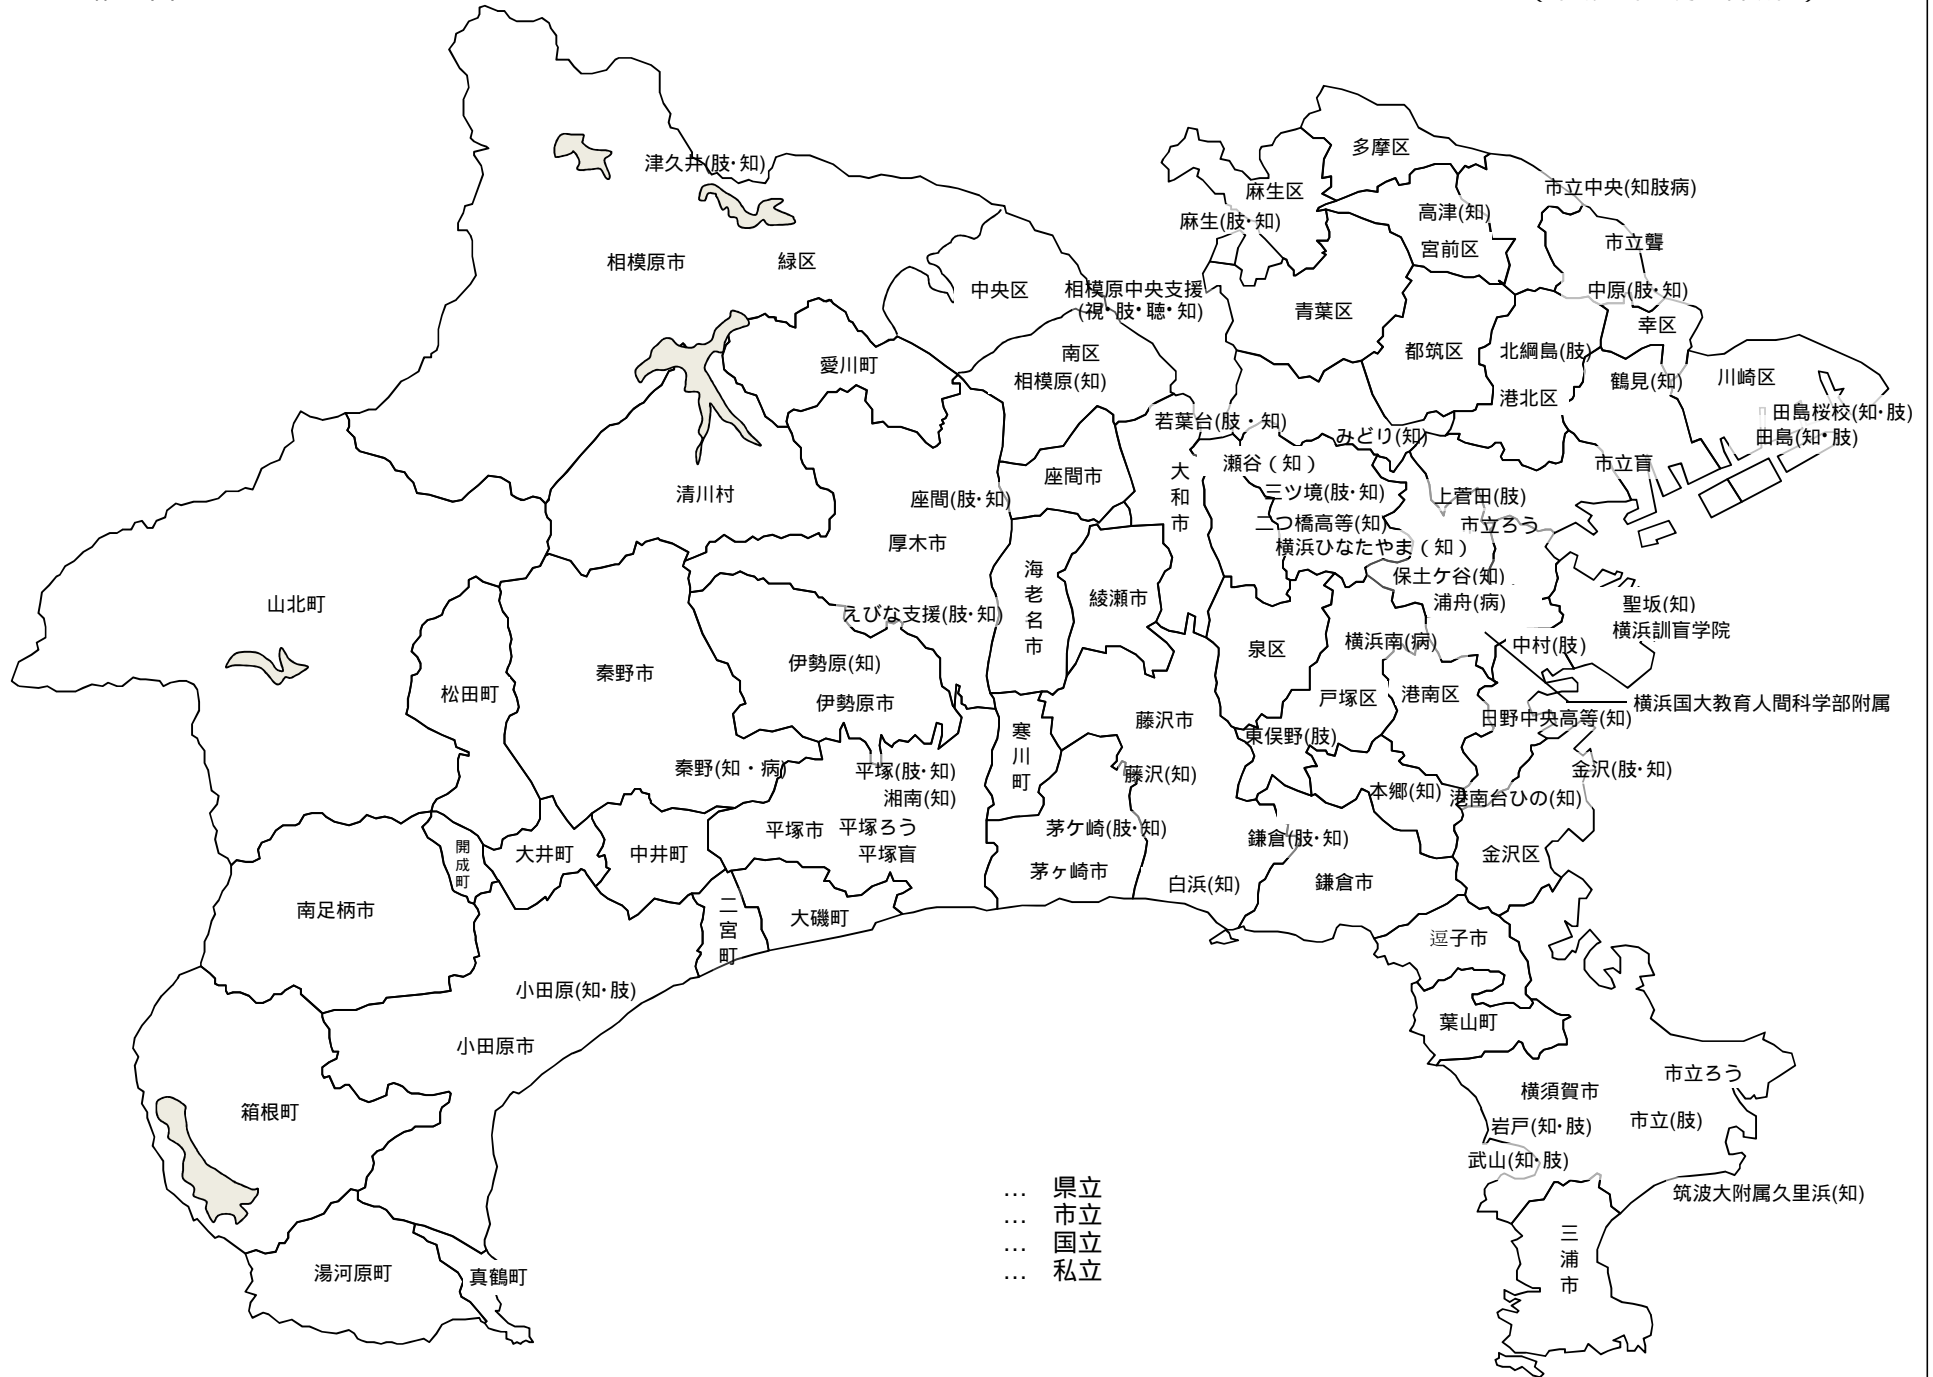 津久井(肢・知)
相模原市
緑区
中央区
相模原中央支援
(視・肢・聴・知)
南区
相模原(知)
愛川町
清川村
座間(肢・知)
厚木市
座間市
大和市
海老名市
綾瀬市
えびな支援(肢・知)
多摩区
麻生区
麻生(肢・知)
高津(知)
宮前区
市立中央(知肢病)
市立聾
中原(肢・知)
幸区
青葉区
都筑区
北綱島(肢)
港北区
鶴見(知)
川崎区
田島桜校(知・肢)
田島(知・肢)
若葉台(肢・知)
みどり(知)
瀬谷(知)
三ツ境(肢・知)
二つ橋高等(知)
横浜ひなたやま(知)
市立盲
上菅田(肢)
市立ろう
保土ケ谷(知)
浦舟(病)
聖坂(知)
横浜訓盲学院
中村(肢)
横浜南(病)
泉区
戸塚区
港南区
横浜国大教育人間科学部附属
日野中央高等(知)
東俣野(肢)
金沢(肢・知)
本郷(知)
港南台ひの(知)
金沢区
山北町
松田町
秦野市
伊勢原(知)
伊勢原市
秦野(知・病)
平塚(肢・知)
湘南(知)
平塚市
平塚ろう
平塚盲
寒川町
藤沢市
藤沢(知)
茅ケ崎(肢・知)
茅ヶ崎市
白浜(知)
鎌倉(肢・知)
鎌倉市
開成町
大井町
中井町
南足柄市
二宮町
大磯町
小田原(知・肢)
小田原市
箱根町
湯河原町
真鶴町
逗子市
葉山町
横須賀市
市立ろう
岩戸(知・肢)
市立(肢)
武山(知・肢)
筑波大附属久里浜(知)
三浦市
… 県立
… 市立
… 国立
… 私立